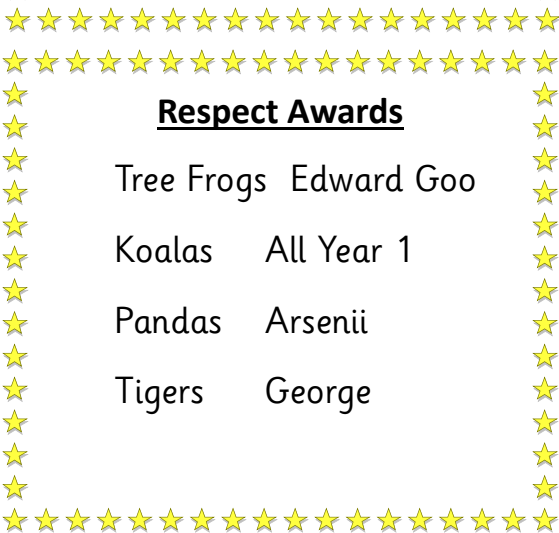 Respect Awards
Tree Frogs Edward Goo
Koalas All Year 1
Pandas Arsenii
Tigers George